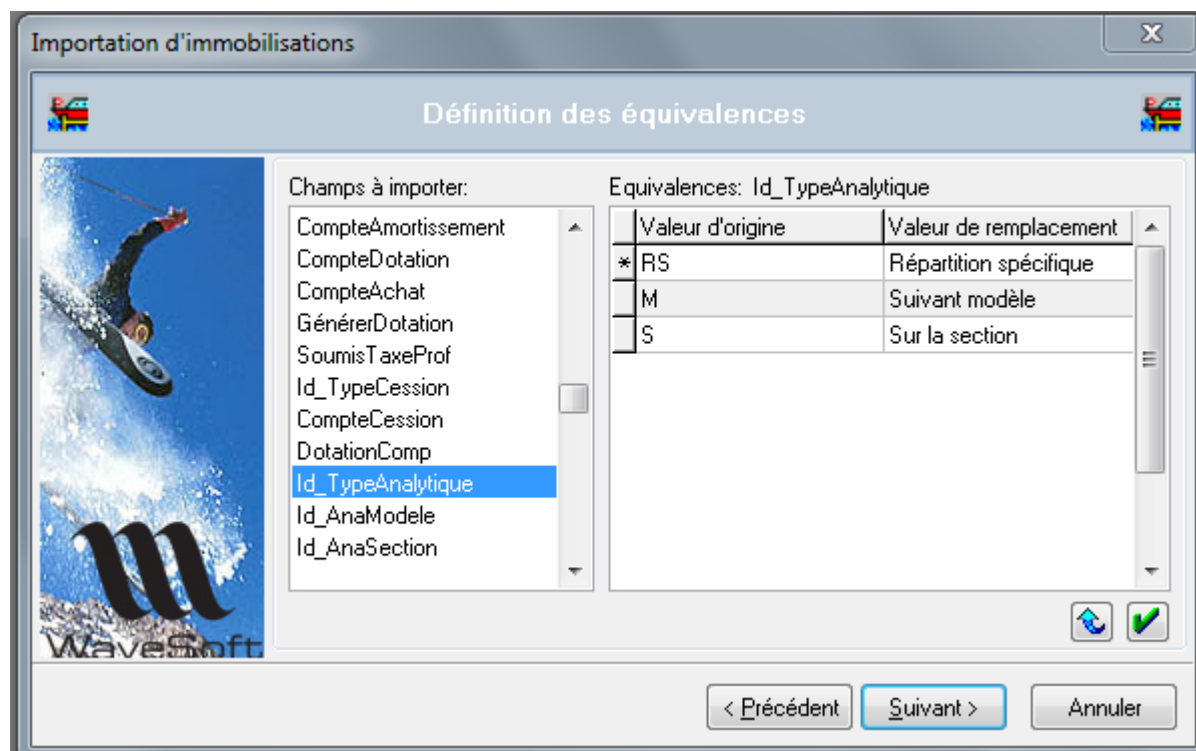 Importation d'immobilisations
Définition des équivalences
Champs à importer:
CompteAmortissement
CompteDotation
CompteAchat
GénérerDotation
SoumisTaxeProf
Id_TypeCession
CompteCession
DotationComp
Id_TypeAnalytique
Id_AnaModele
Id_AnaSection
Equivalences: Id_TypeAnalytique
Valeur d'origine Valeur de remplacement
* RS Répartition spécifique
M Suivant modèle
S Sur la section
WaveSoft
< Précédent Suivant > Annuler